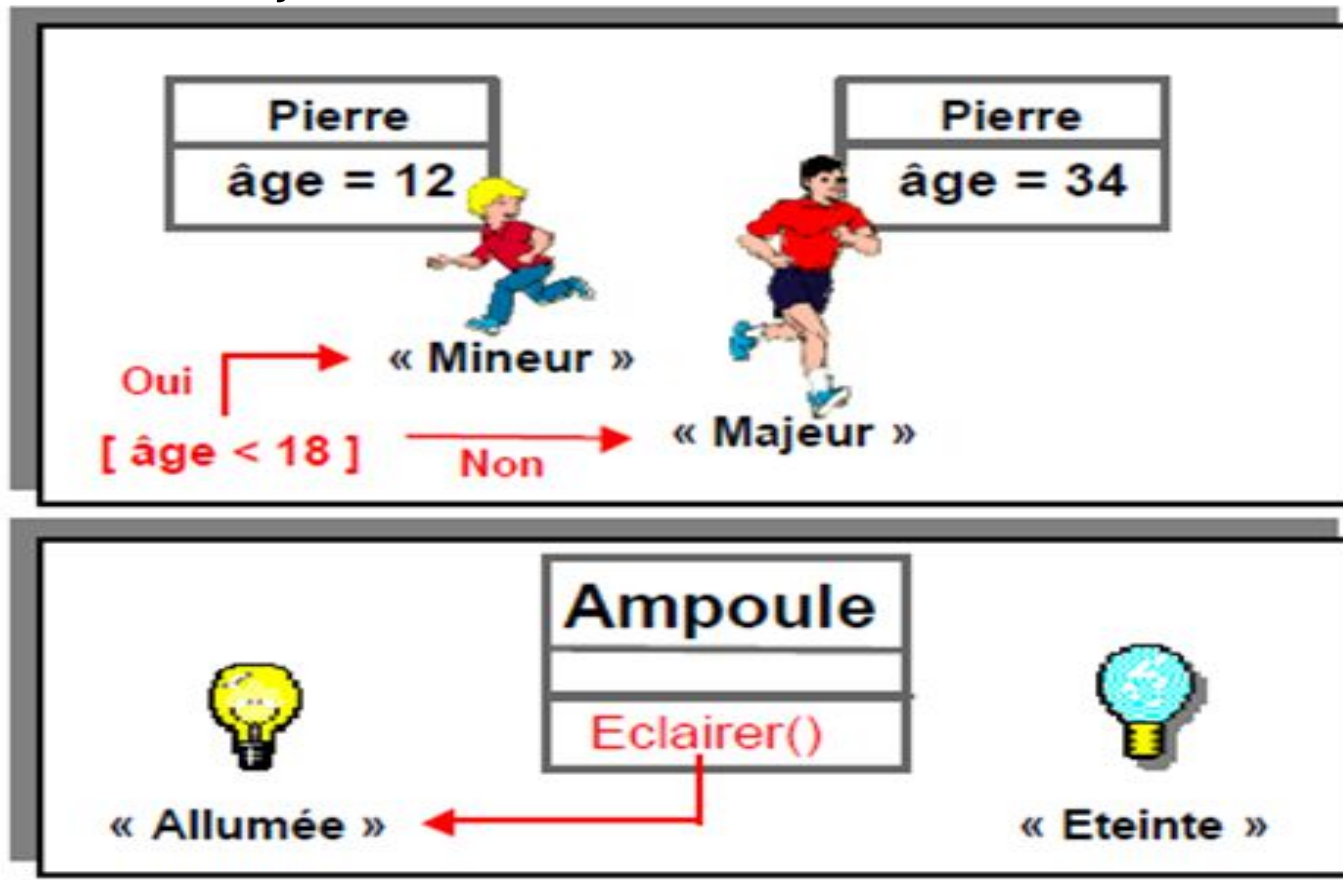 Pierre
âge = 12
Pierre
âge = 34
« Mineur »
Oui
[ âge < 18 ]
Non
« Majeur »
Ampoule
Eclairer()
« Allumée »
« Eteinte »